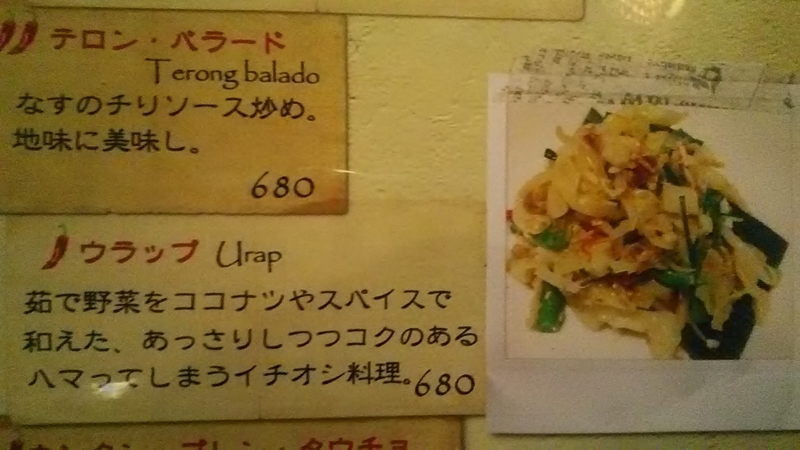 テロン・バラード
Terong balado
なすのチリソース炒め。
地味に美味し。
680
ウラップ Urap
茹で野菜をココナツやスパイスで
和えた、あっさりしつつコクのある
ハマってしまうイチオシ料理。680